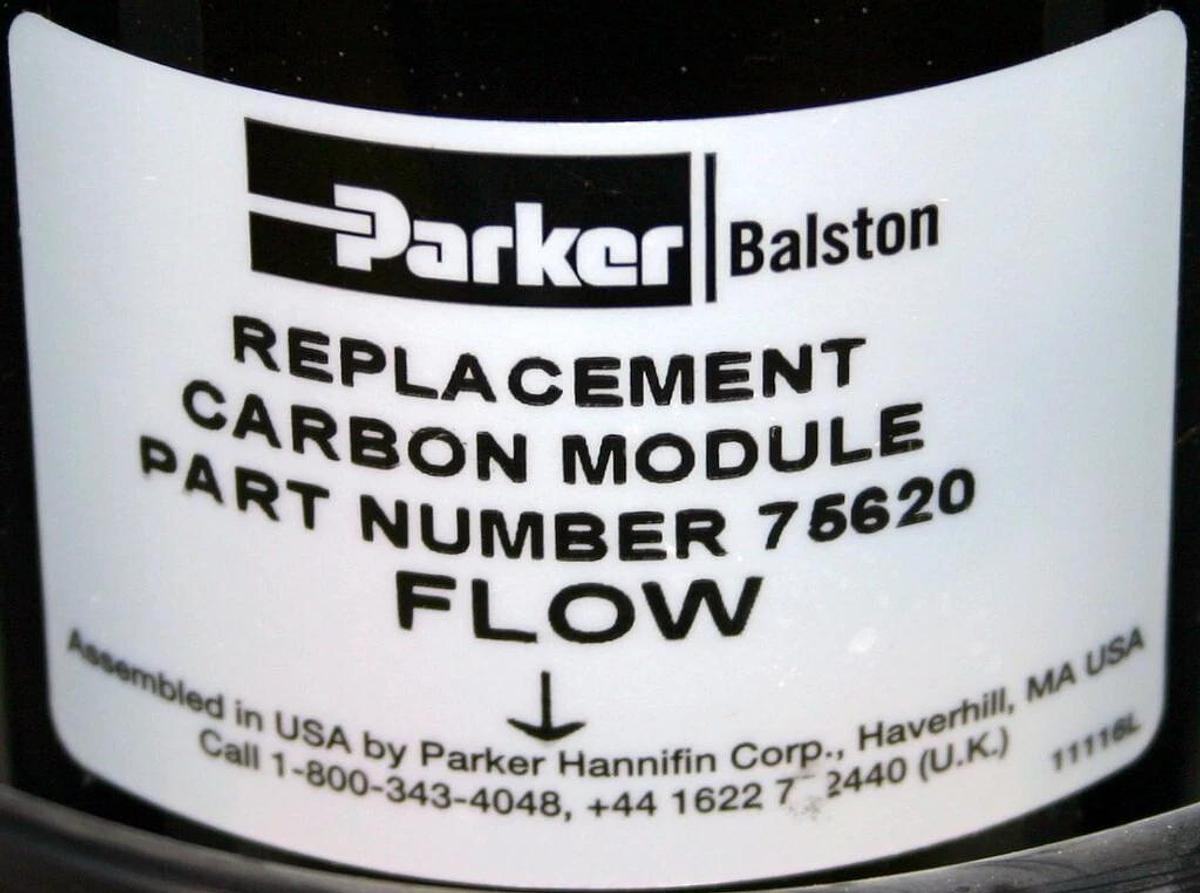 Parker Balston
REPLACEMENT
CARBON MODULE
PART NUMBER 75620
FLOW
Assembled in USA by Parker Hannifin Corp., Haverhill, MA USA
Call 1-800-343-4048, +44 1622 (U.K.)
11116L